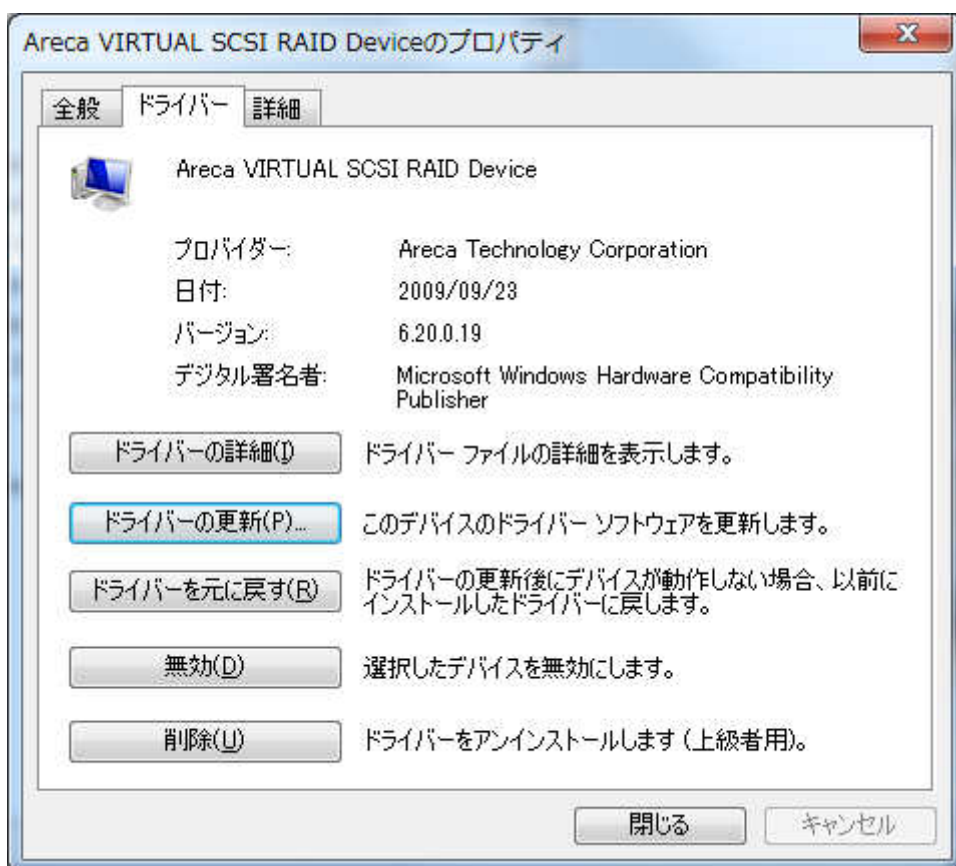 Areca VIRTUAL SCSI RAID Deviceのプロパティ
全般 ドライバー 詳細
Areca VIRTUAL SCSI RAID Device
プロバイダー: Areca Technology Corporation
日付: 2009/09/23
バージョン: 6.20.0.19
デジタル署名者: Microsoft Windows Hardware Compatibility
Publisher
ドライバーの詳細(I) ドライバー ファイルの詳細を表示します。
ドライバーの更新(P)... このデバイスのドライバー ソフトウェアを更新します。
ドライバーを元に戻す(R) ドライバーの更新後にデバイスが動作しない場合、以前に
インストールしたドライバーに戻します。
無効(D) 選択したデバイスを無効にします。
削除(U) ドライバーをアンインストールします (上級者用)。
閉じる キャンセル